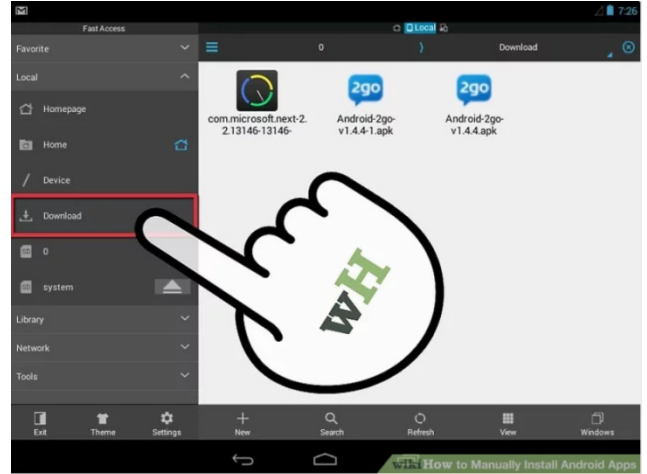 7:26
Fast Access
Local
Favorite
0
Download
Local
Homepage
Home
Device
Download
0
system
Library
Network
Tools
com.microsoft.next-2.
2.13146-13146-
Android-2go-
v1.4.4-1.apk
Android-2go-
v1.4.4.apk
2go
2go
wH
Exit
Theme
Settings
New
Search
Refresh
View
Windows
wiki How to Manually Install Android Apps